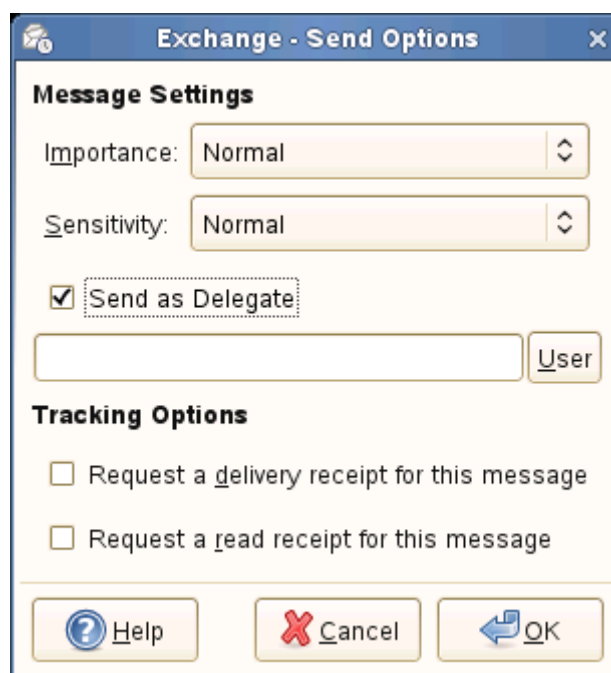 Exchange - Send Options
Message Settings
Importance: Normal
Sensitivity: Normal
Send as Delegate
User
Tracking Options
Request a delivery receipt for this message
Request a read receipt for this message
Help Cancel OK